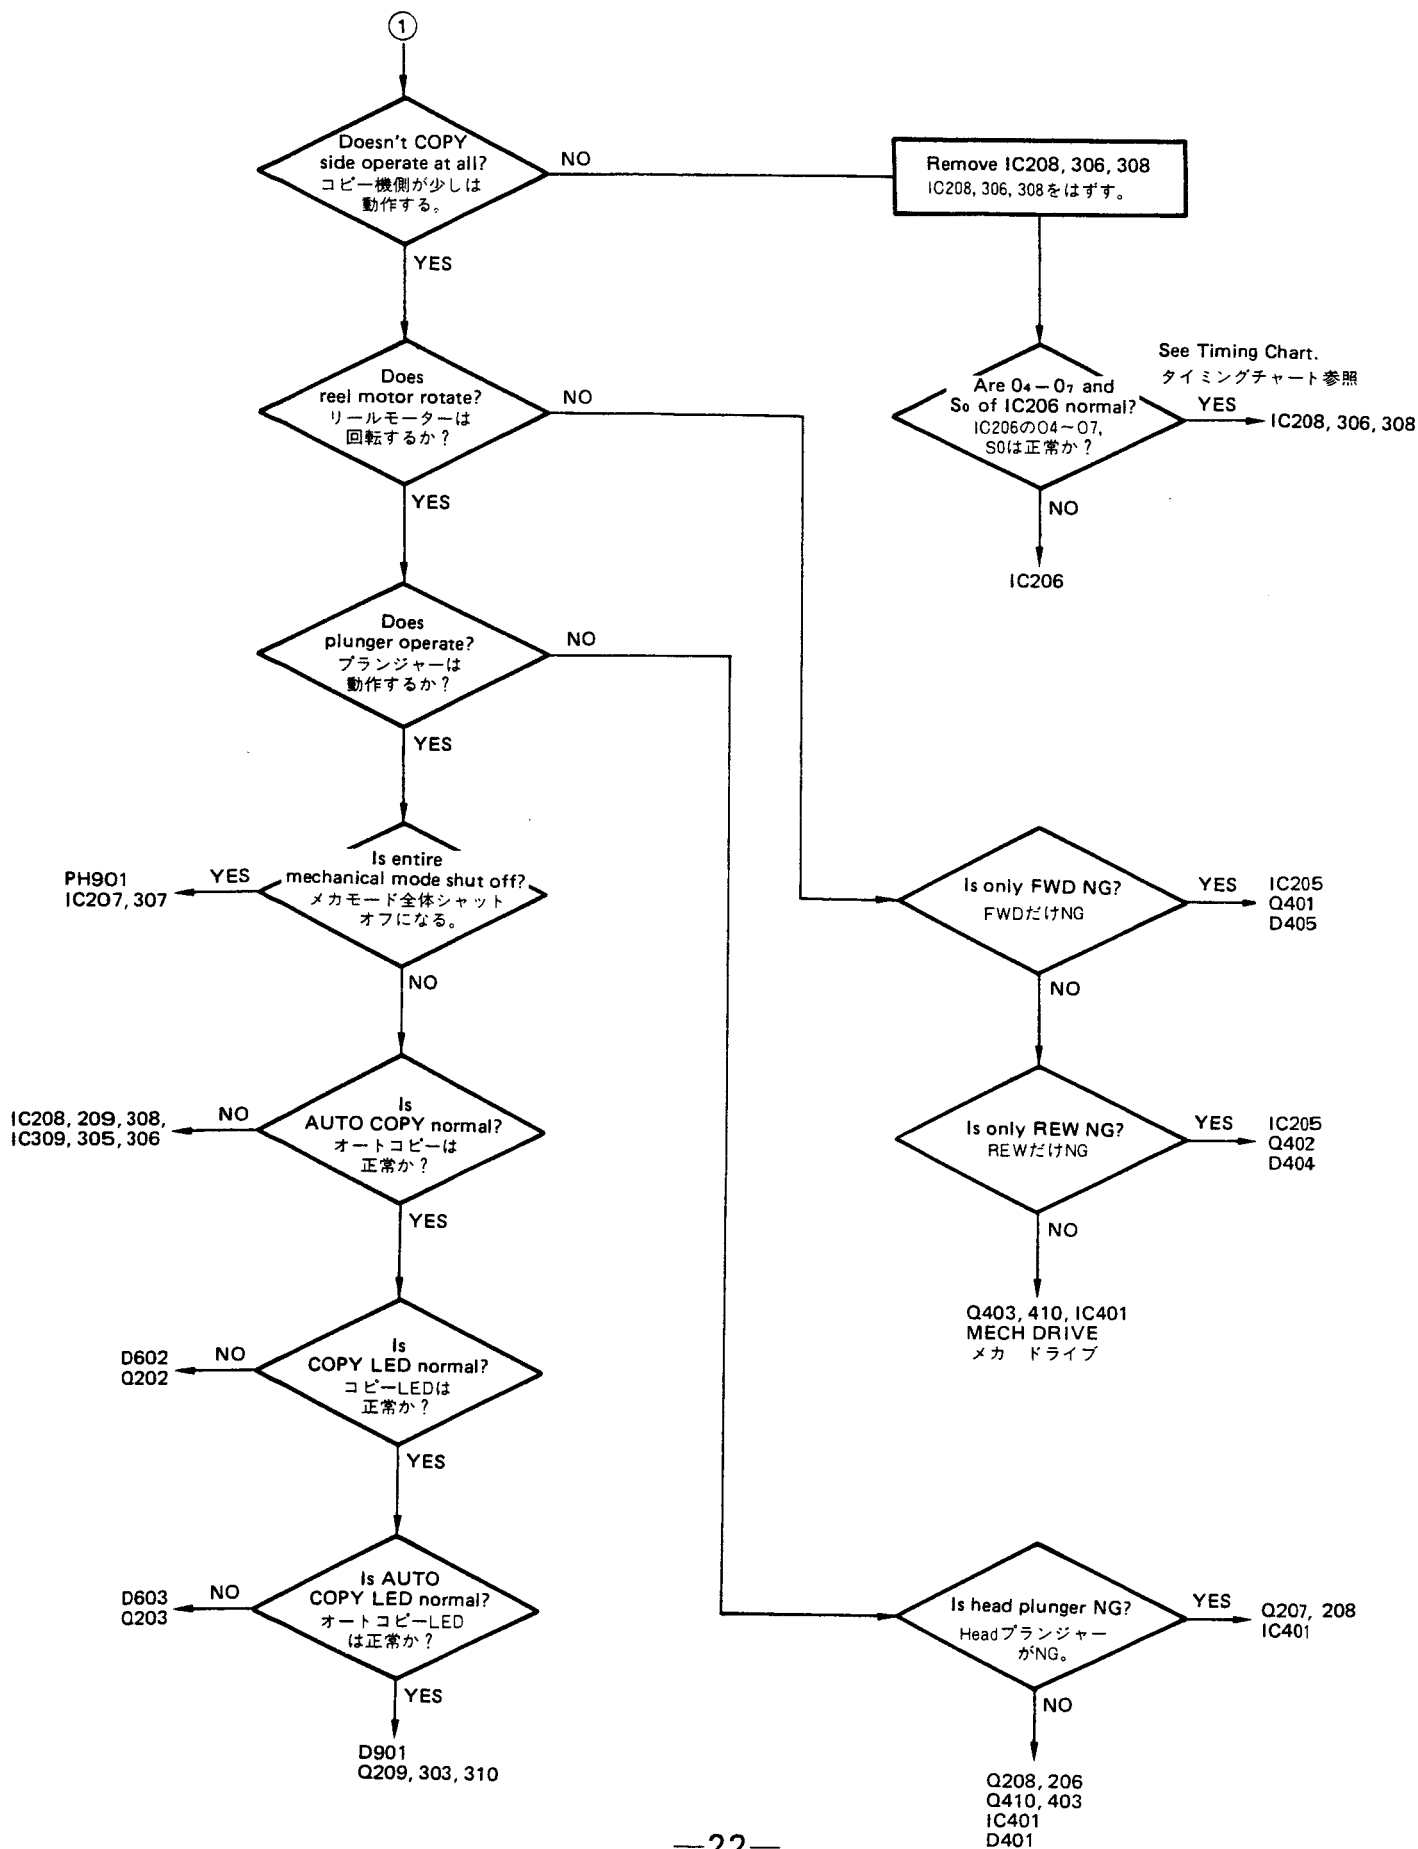 1
Doesn't COPY
side operate at all?
コピー機側が少しは
動作する。
NO
YES
Remove IC208, 306, 308
IC208, 306, 308をはずす。
See Timing Chart.
タイミングチャート参照
Are O₄－O₇ and
S₀ of IC206 normal?
IC206のO4～O7,
S0は正常か？
YES
IC208, 306, 308
NO
IC206
Does
reel motor rotate?
リールモーターは
回転するか？
NO
YES
Does
plunger operate?
プランジャーは
動作するか？
NO
YES
Is entire
mechanical mode shut off?
メカモード全体シャット
オフになる。
YES
PH901
IC207, 307
NO
Is only FWD NG?
FWDだけNG
YES
IC205
Q401
D405
NO
Is
AUTO COPY normal?
オートコピーは
正常か？
NO
IC208, 209, 308,
IC309, 305, 306
YES
Is only REW NG?
REWだけNG
YES
IC205
Q402
D404
NO
Q403, 410, IC401
MECH DRIVE
メカ ドライブ
Is
COPY LED normal?
コピーLEDは
正常か？
NO
D602
Q202
YES
Is AUTO
COPY LED normal?
オートコピーLED
は正常か？
NO
D603
Q203
YES
D901
Q209, 303, 310
Is head plunger NG?
Headプランジャー
がNG。
YES
Q207, 208
IC401
NO
Q208, 206
Q410, 403
IC401
D401
—22—